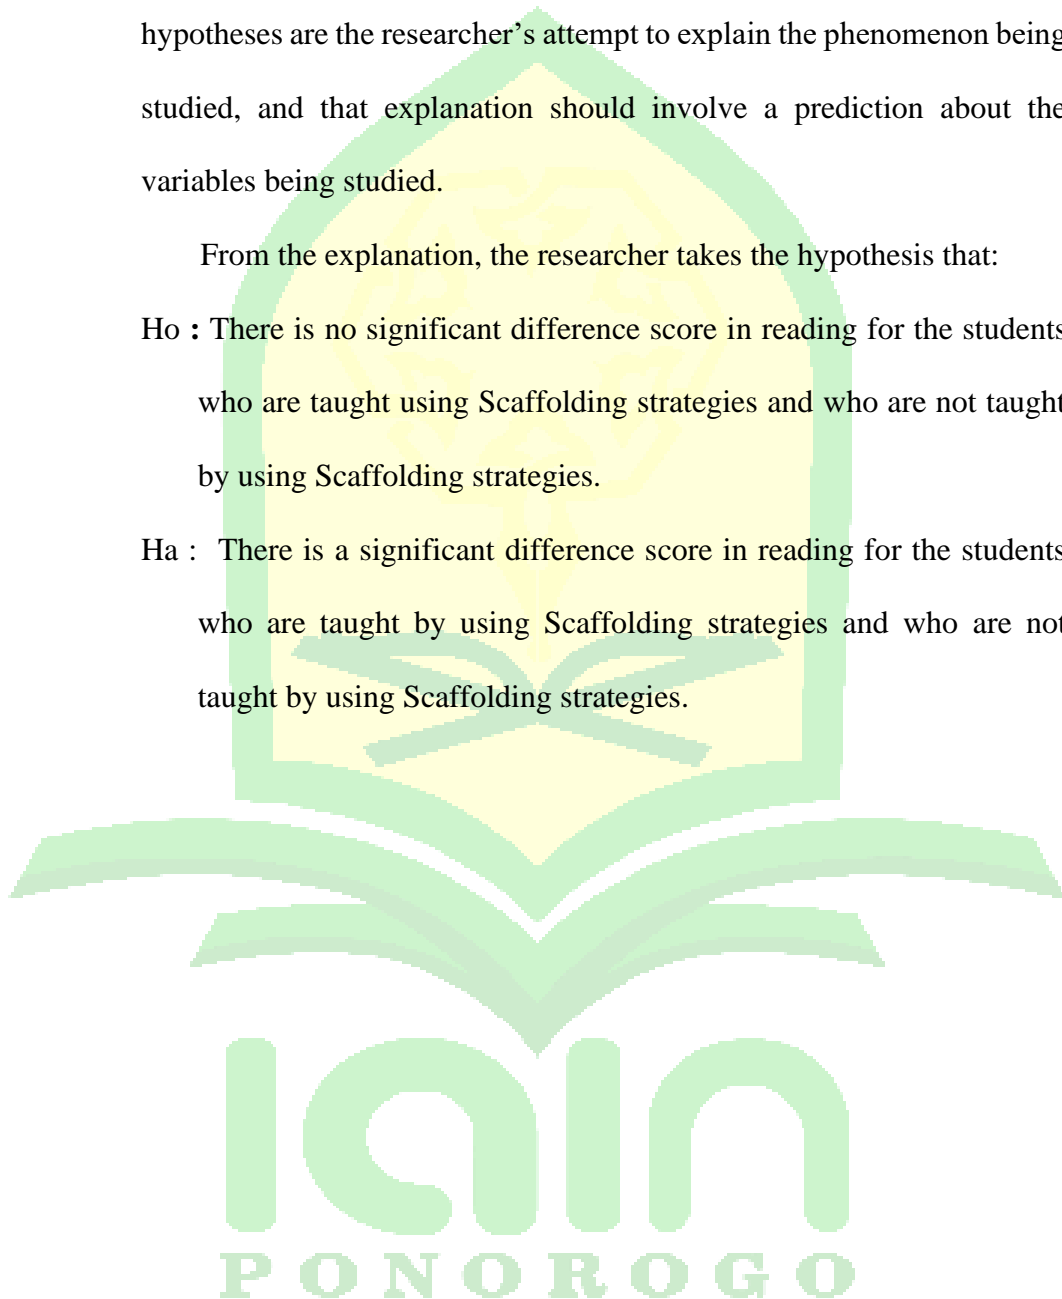 hypotheses are the researcher’s attempt to explain the phenomenon being
studied, and that explanation should involve a prediction about the
variables being studied.
From the explanation, the researcher takes the hypothesis that:
Ho : There is no significant difference score in reading for the students
who are taught using Scaffolding strategies and who are not taught
by using Scaffolding strategies.
Ha : There is a significant difference score in reading for the students
who are taught by using Scaffolding strategies and who are not
taught by using Scaffolding strategies.
IAIN
PONOROGO